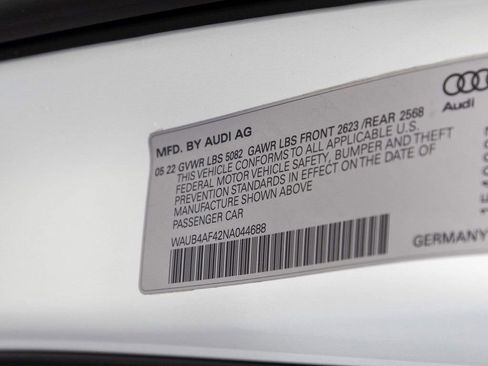 MFD. BY AUDI AG
05 22 GVWR LBS 5082 GAWR LBS FRONT 2623 /REAR 2568
THIS VEHICLE CONFORMS TO ALL APPLICABLE U.S.
FEDERAL MOTOR VEHICLE SAFETY, BUMPER AND THEFT
PREVENTION STANDARDS IN EFFECT ON THE DATE OF
MANUFACTURE SHOWN ABOVE
PASSENGER CAR
WAUB4AF42NA044688
Audi
GERMANY